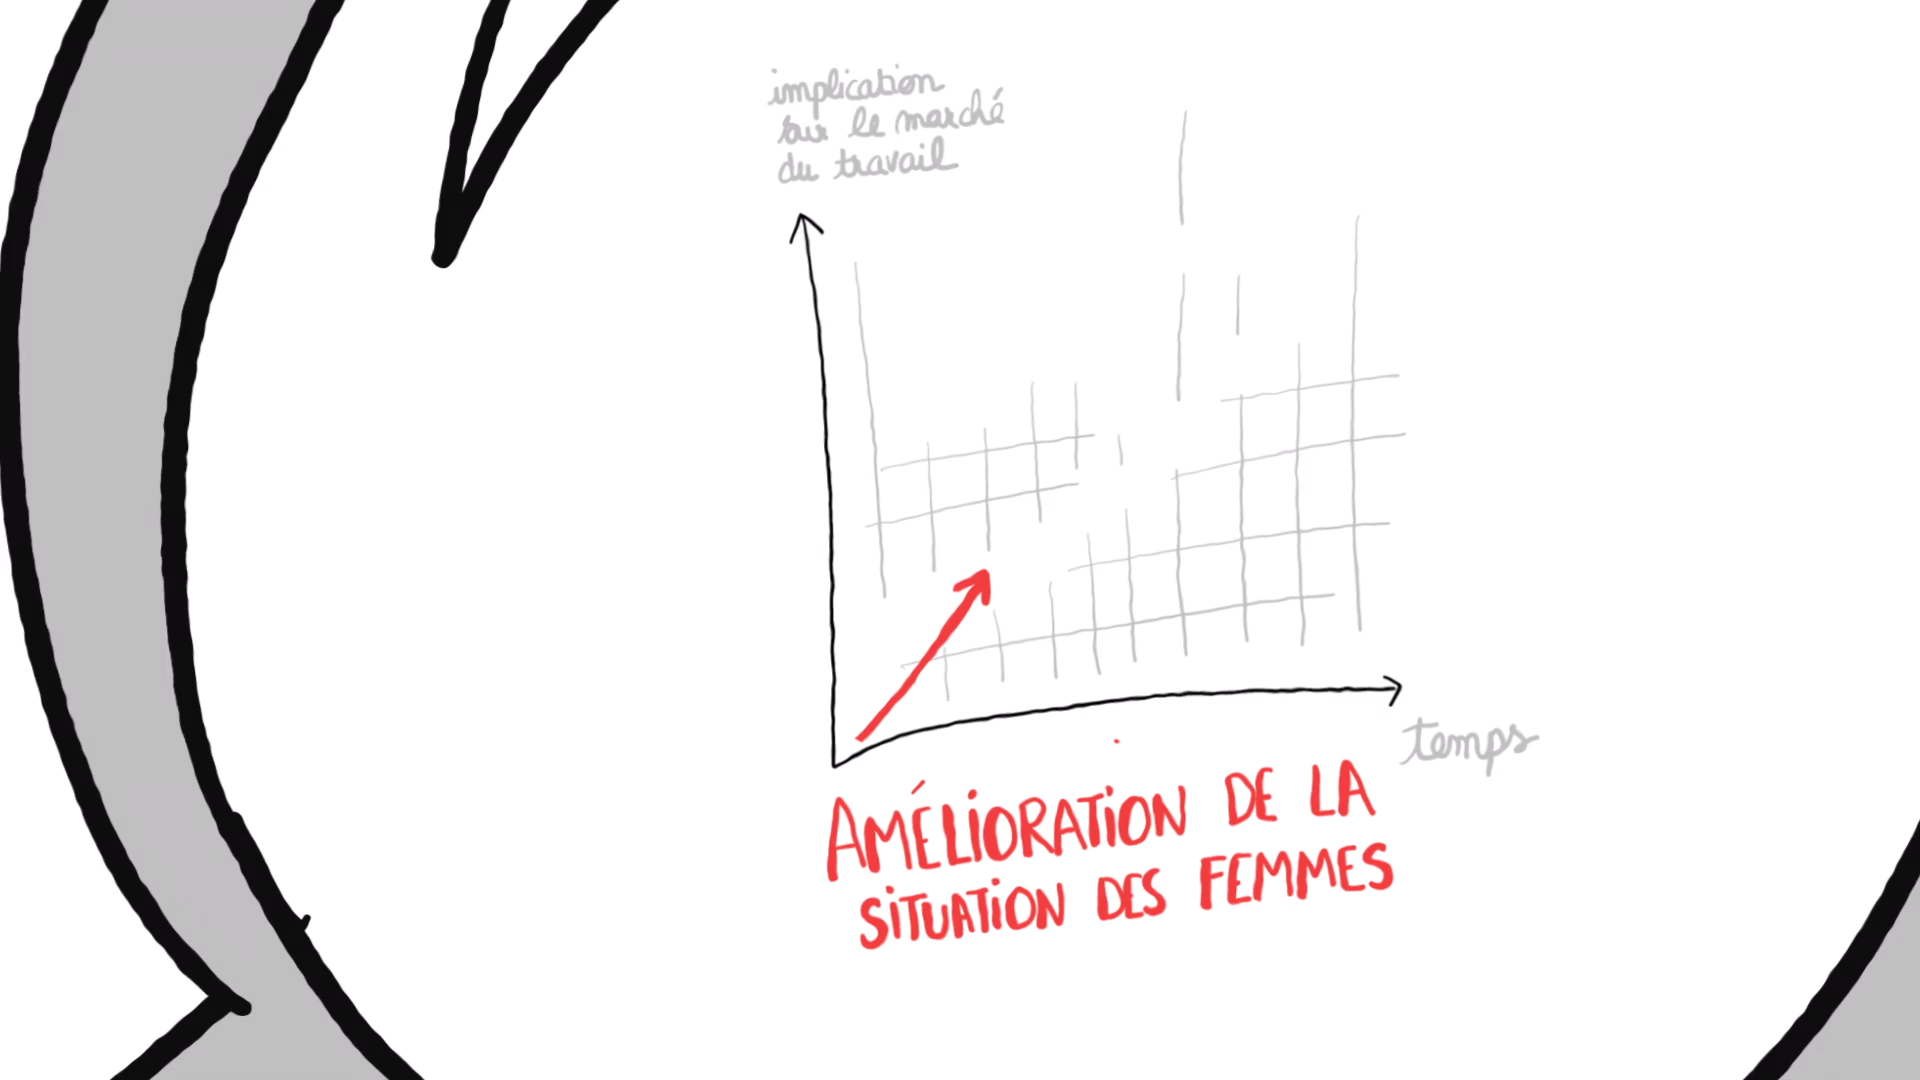 implication
sur le marché
du travail
temps
AMÉLiORATiON DE LA
SiTUATiON DES FEMMES